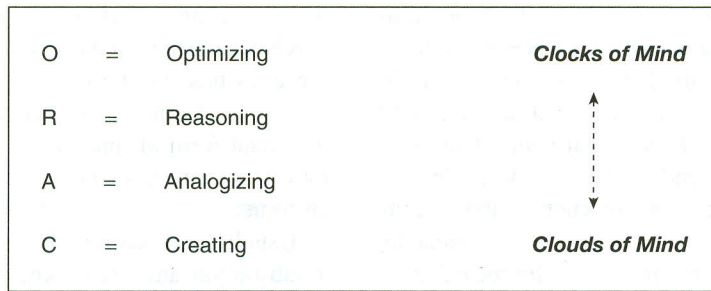 O = Optimizing Clocks of Mind
R = Reasoning
A = Analogizing
C = Creating Clouds of Mind